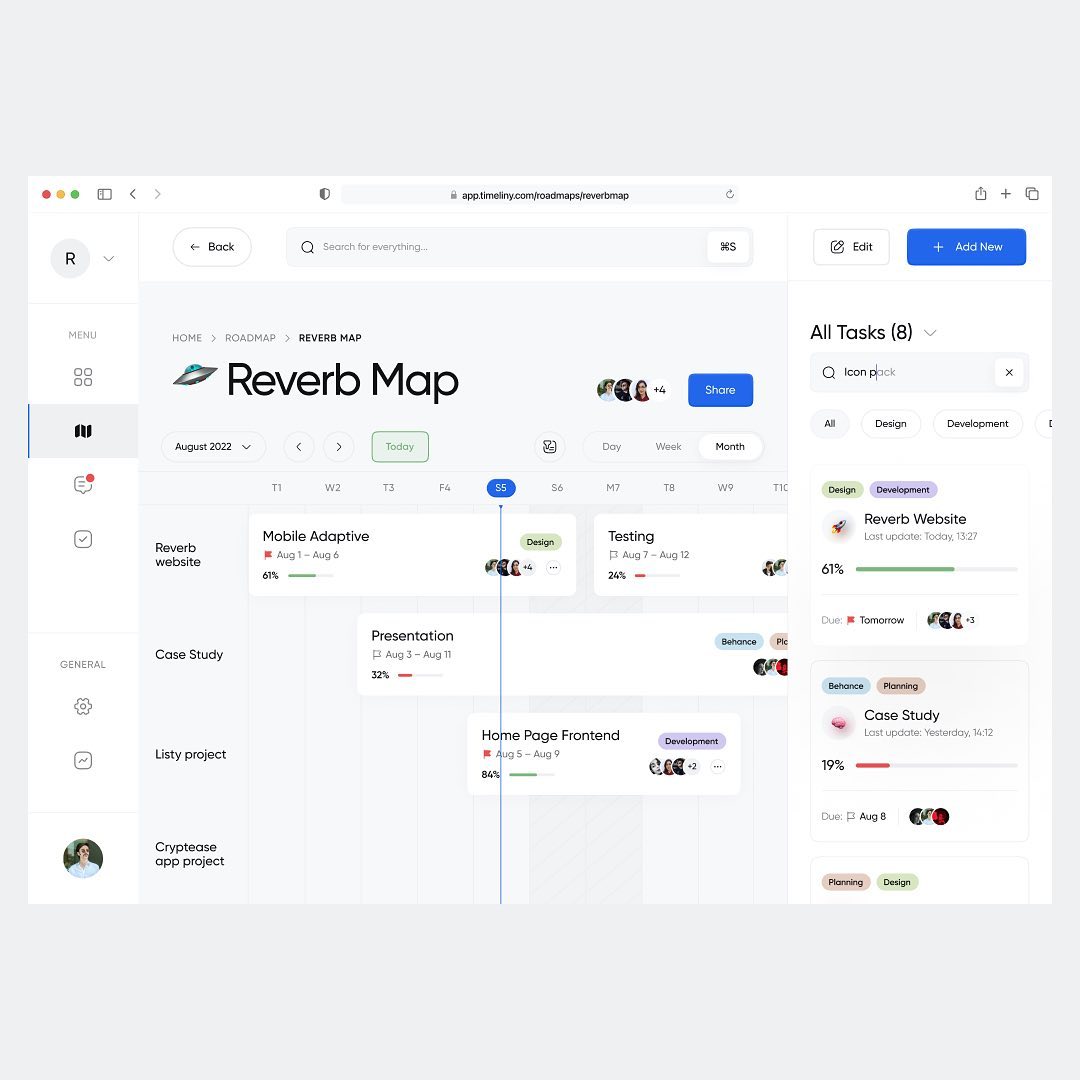 app.timeliny.com/roadmaps/reverbmap
R
Back
Search for everything...
⌘S
Edit
Add New
MENU
GENERAL
HOME
ROADMAP
REVERB MAP
Reverb Map
+4
Share
August 2022
Today
Day
Week
Month
T1
W2
T3
F4
S5
S6
M7
T8
W9
T10
Reverb
website
Mobile Adaptive
Aug 1 – Aug 6
61%
Design
+4
Testing
Aug 7 – Aug 12
24%
Case Study
Presentation
Aug 3 – Aug 11
32%
Behance
Plc
Listy project
Home Page Frontend
Aug 5 – Aug 9
84%
Development
+2
Cryptease
app project
All Tasks (8)
Icon pack
All
Design
Development
Design
Development
Reverb Website
Last update: Today, 13:27
61%
Due:
Tomorrow
+3
Behance
Planning
Case Study
Last update: Yesterday, 14:12
19%
Due:
Aug 8
Planning
Design